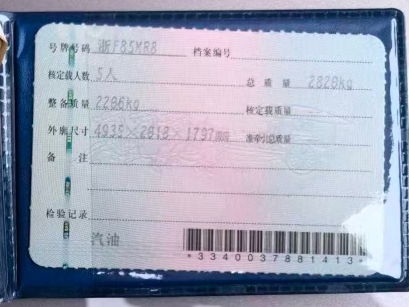 号牌号码 浙F85MR8 档案编号
核定载人数 5人 总质量 2820kg
整备质量 2206kg 核定载质量
外廓尺寸 4935×2013×1797mm 准牵引总质量
备注
检验记录
汽油
*3340037881413*